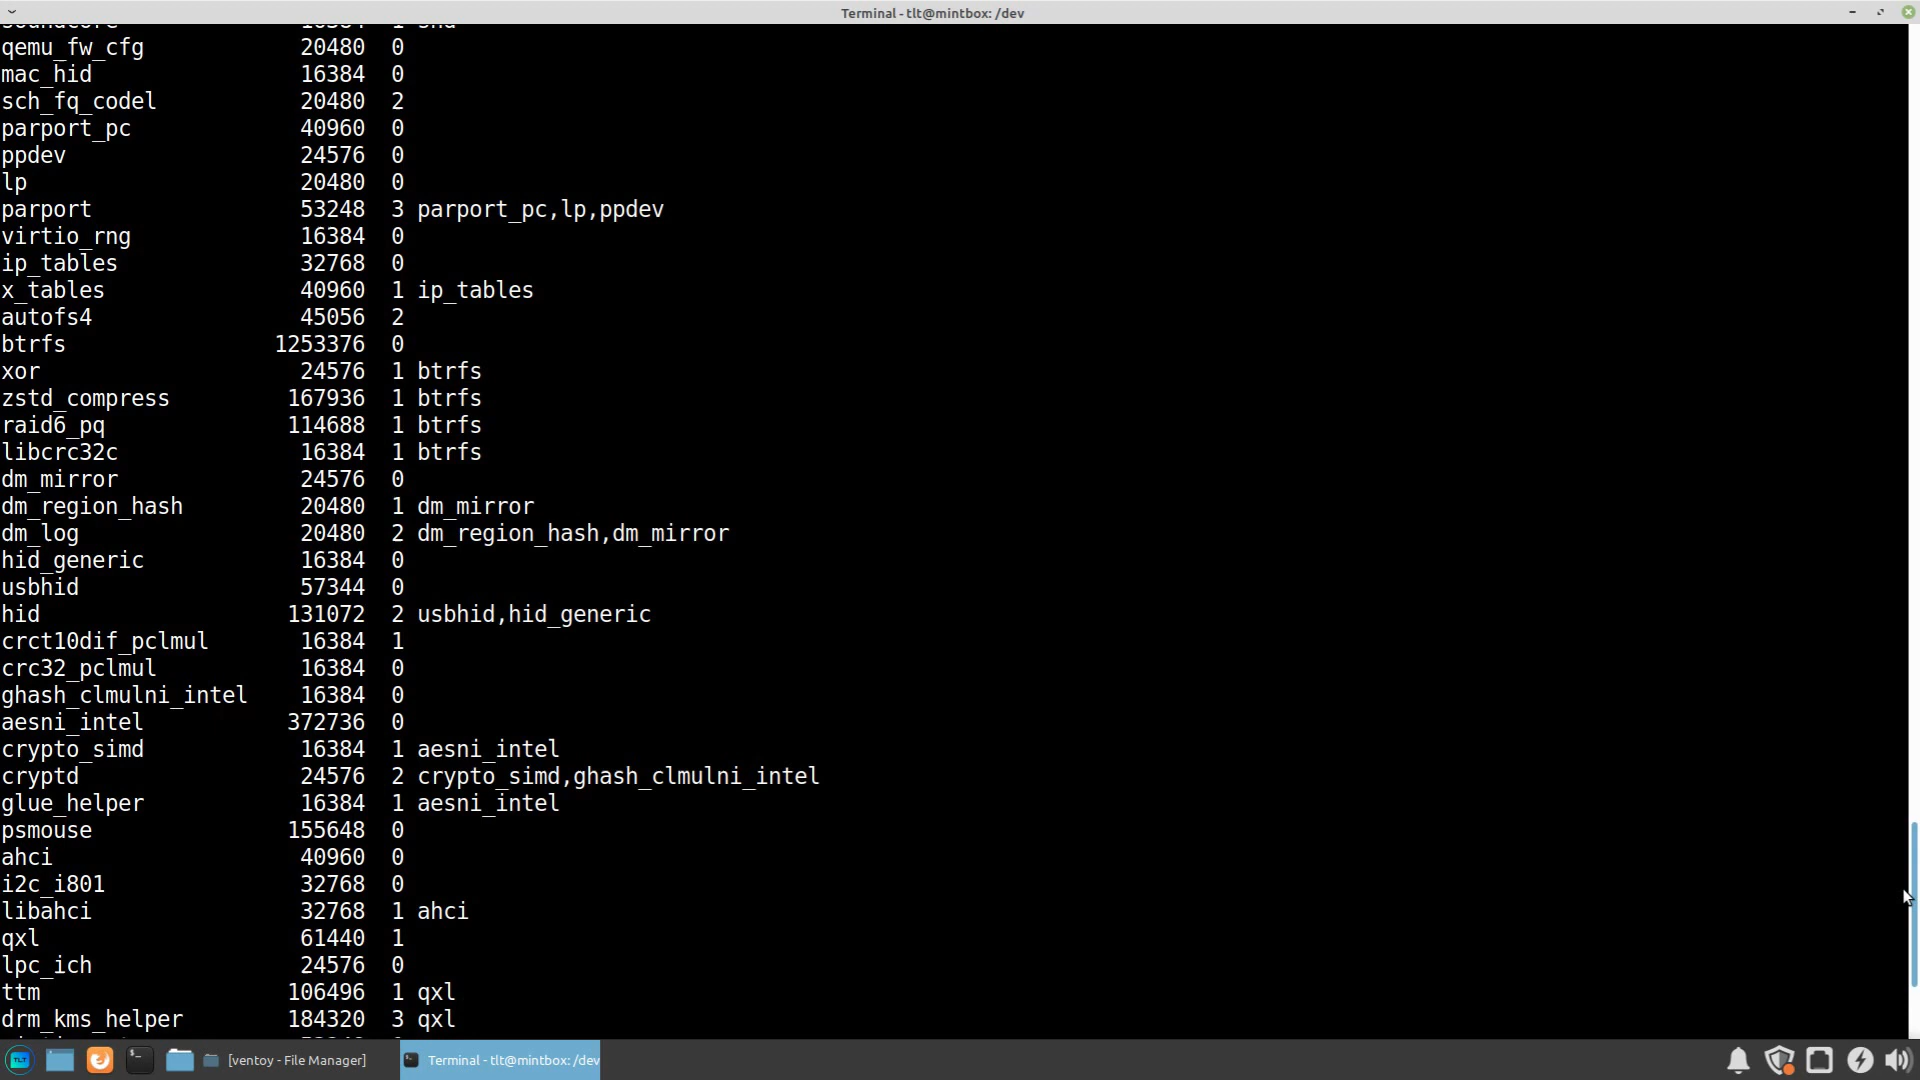 Terminal - tlt@mintbox: /dev
soundcore 16384 1 snd
qemu_fw_cfg 20480 0
mac_hid 16384 0
sch_fq_codel 20480 2
parport_pc 40960 0
ppdev 24576 0
lp 20480 0
parport 53248 3 parport_pc,lp,ppdev
virtio_rng 16384 0
ip_tables 32768 0
x_tables 40960 1 ip_tables
autofs4 45056 2
btrfs 1253376 0
xor 24576 1 btrfs
zstd_compress 167936 1 btrfs
raid6_pq 114688 1 btrfs
libcrc32c 16384 1 btrfs
dm_mirror 24576 0
dm_region_hash 20480 1 dm_mirror
dm_log 20480 2 dm_region_hash,dm_mirror
hid_generic 16384 0
usbhid 57344 0
hid 131072 2 usbhid,hid_generic
crct10dif_pclmul 16384 1
crc32_pclmul 16384 0
ghash_clmulni_intel 16384 0
aesni_intel 372736 0
crypto_simd 16384 1 aesni_intel
cryptd 24576 2 crypto_simd,ghash_clmulni_intel
glue_helper 16384 1 aesni_intel
psmouse 155648 0
ahci 40960 0
i2c_i801 32768 0
libahci 32768 1 ahci
qxl 61440 1
lpc_ich 24576 0
ttm 106496 1 qxl
drm_kms_helper 184320 3 qxl
TLT [ventoy - File Manager] Terminal - tlt@mintbox: /dev